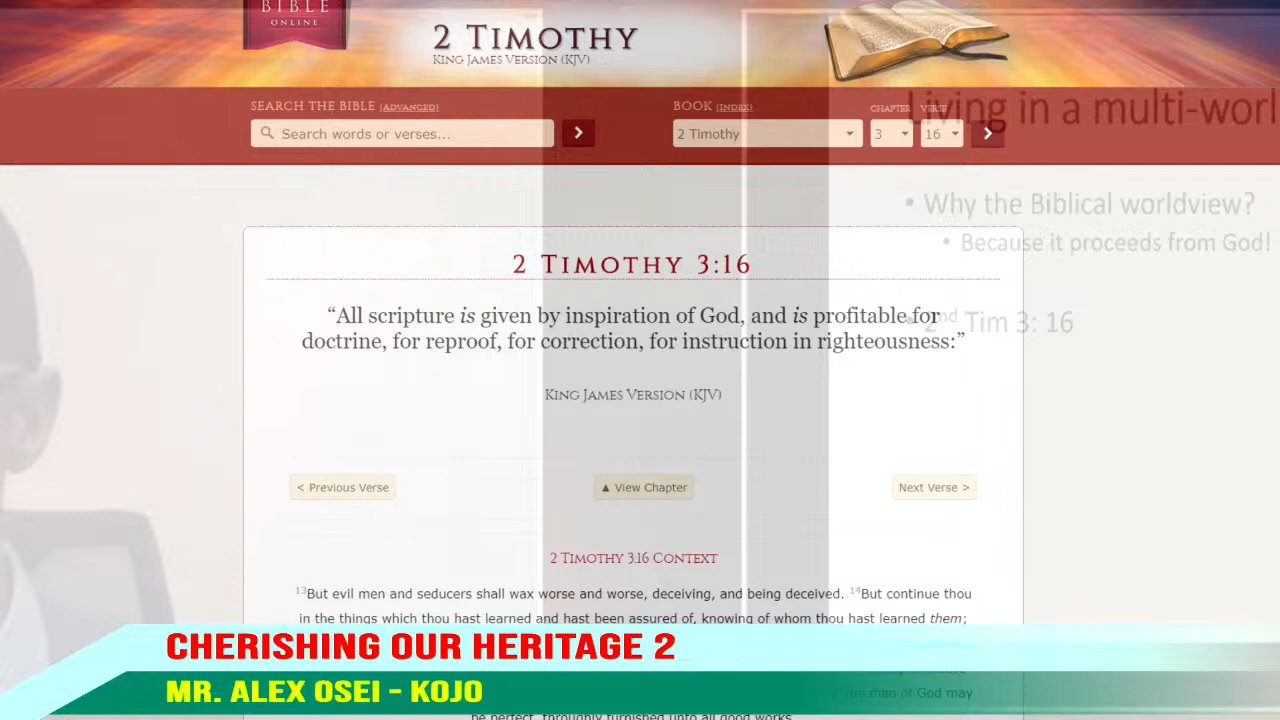 BIBLE
ONLINE
2 TIMOTHY
KING JAMES VERSION (KJV)
SEARCH THE BIBLE (ADVANCED)
Search words or verses...
BOOK (INDEX)
CHAPTER
VERSE
2 Timothy
3
16
Living in a multi-worl
• Why the Biblical worldview?
• Because it proceeds from God!
• 2nd Tim 3: 16
2 TIMOTHY 3:16
“All scripture is given by inspiration of God, and is profitable for
doctrine, for reproof, for correction, for instruction in righteousness:”
KING JAMES VERSION (KJV)
< Previous Verse
▲ View Chapter
Next Verse >
2 TIMOTHY 3:16 CONTEXT
13But evil men and seducers shall wax worse and worse, deceiving, and being deceived. 14But continue thou
in the things which thou hast learned and hast been assured of, knowing of whom thou hast learned them;
man of God may
be perfect, throughly furnished unto all good works.
CHERISHING OUR HERITAGE 2
MR. ALEX OSEI - KOJO